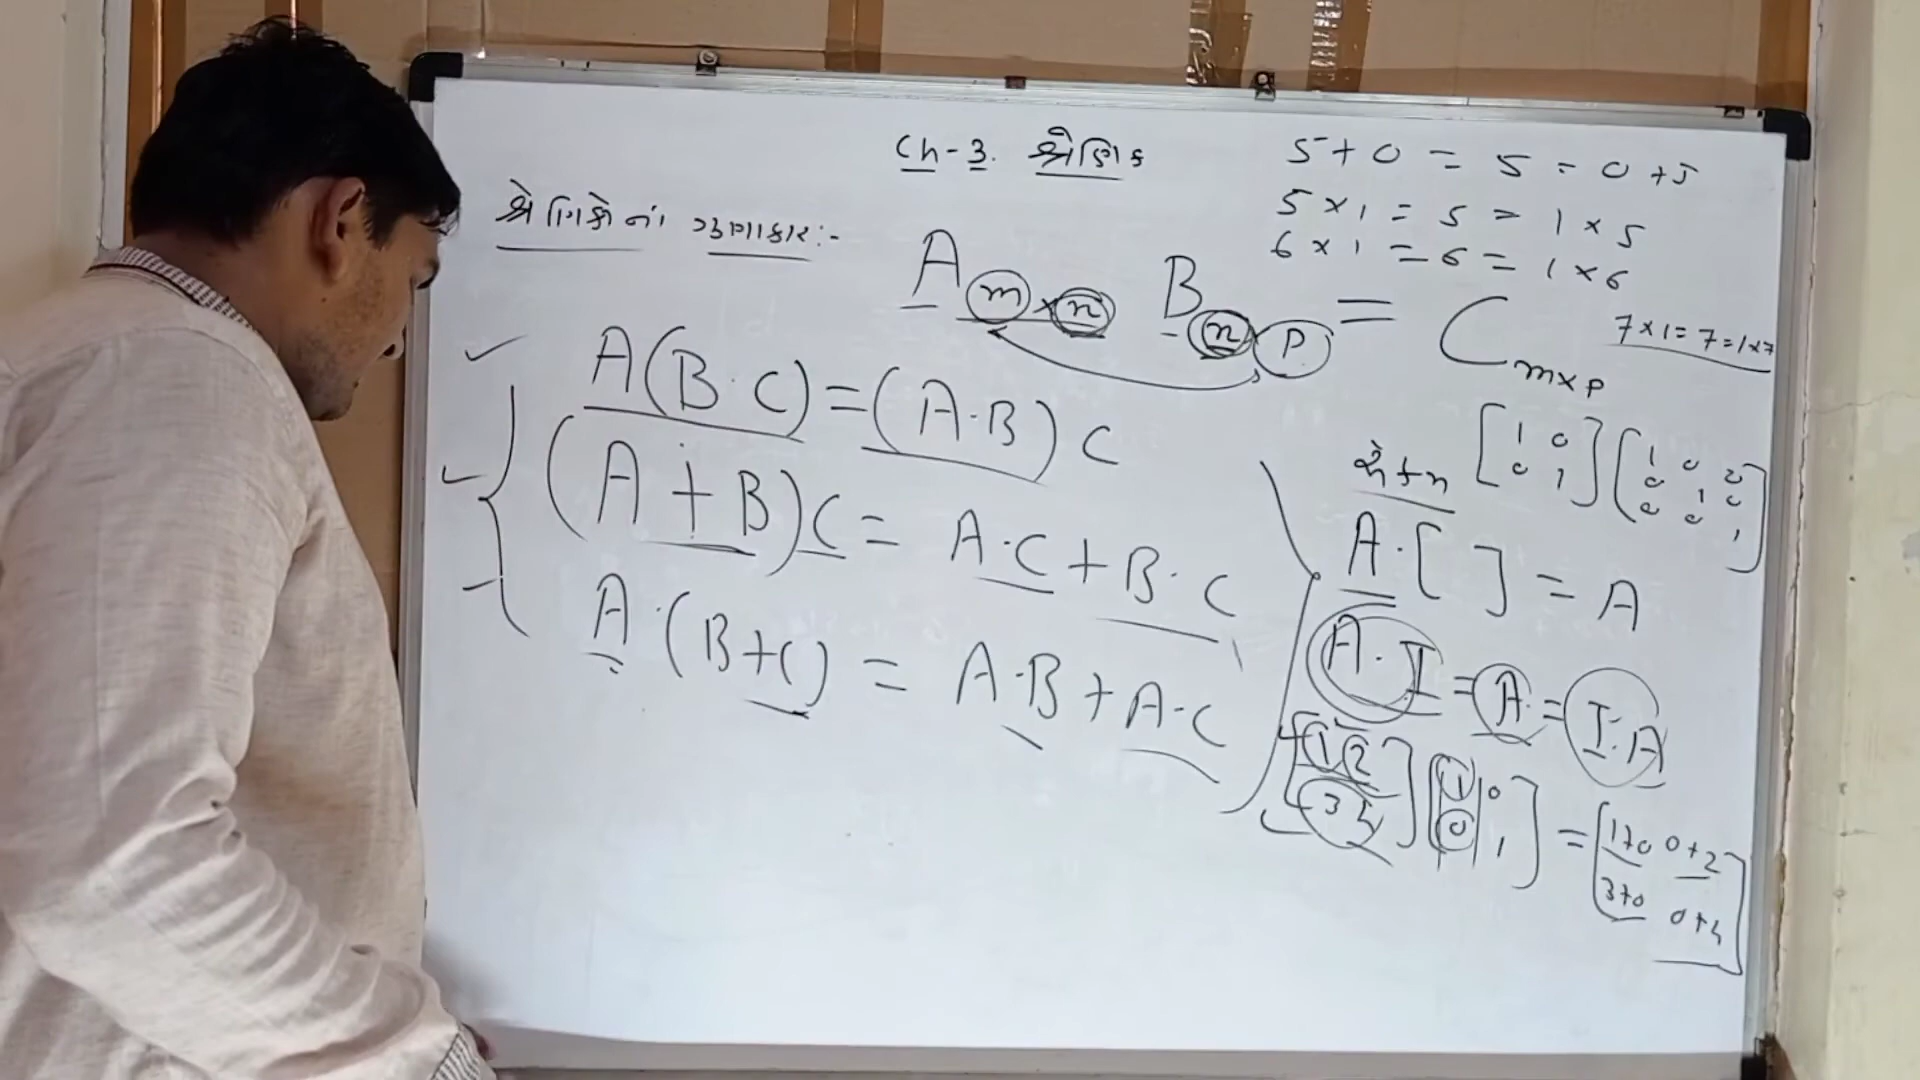 Ch-3. શ્રેણિક
શ્રેણિકોનાં ગુણાકાર:-
5+0 = 5 = 0+5
5×1 = 5 = 1×5
6×1 = 6 = 1×6
7×1=7=1×7
A m×n B n×P = C m×P
A(B·C)=(A·B)C
(A+B)C = A·C+B·C
A·(B+C) = A·B+A·C
[1 0
0 1]
[1 0 0
0 1 0
0 0 1]
A·[ ] = A
A·I = A = I·A
[1 2] [1 0] = [1+0 0+2]
[3 4] [0 1] [3+0 0+4]